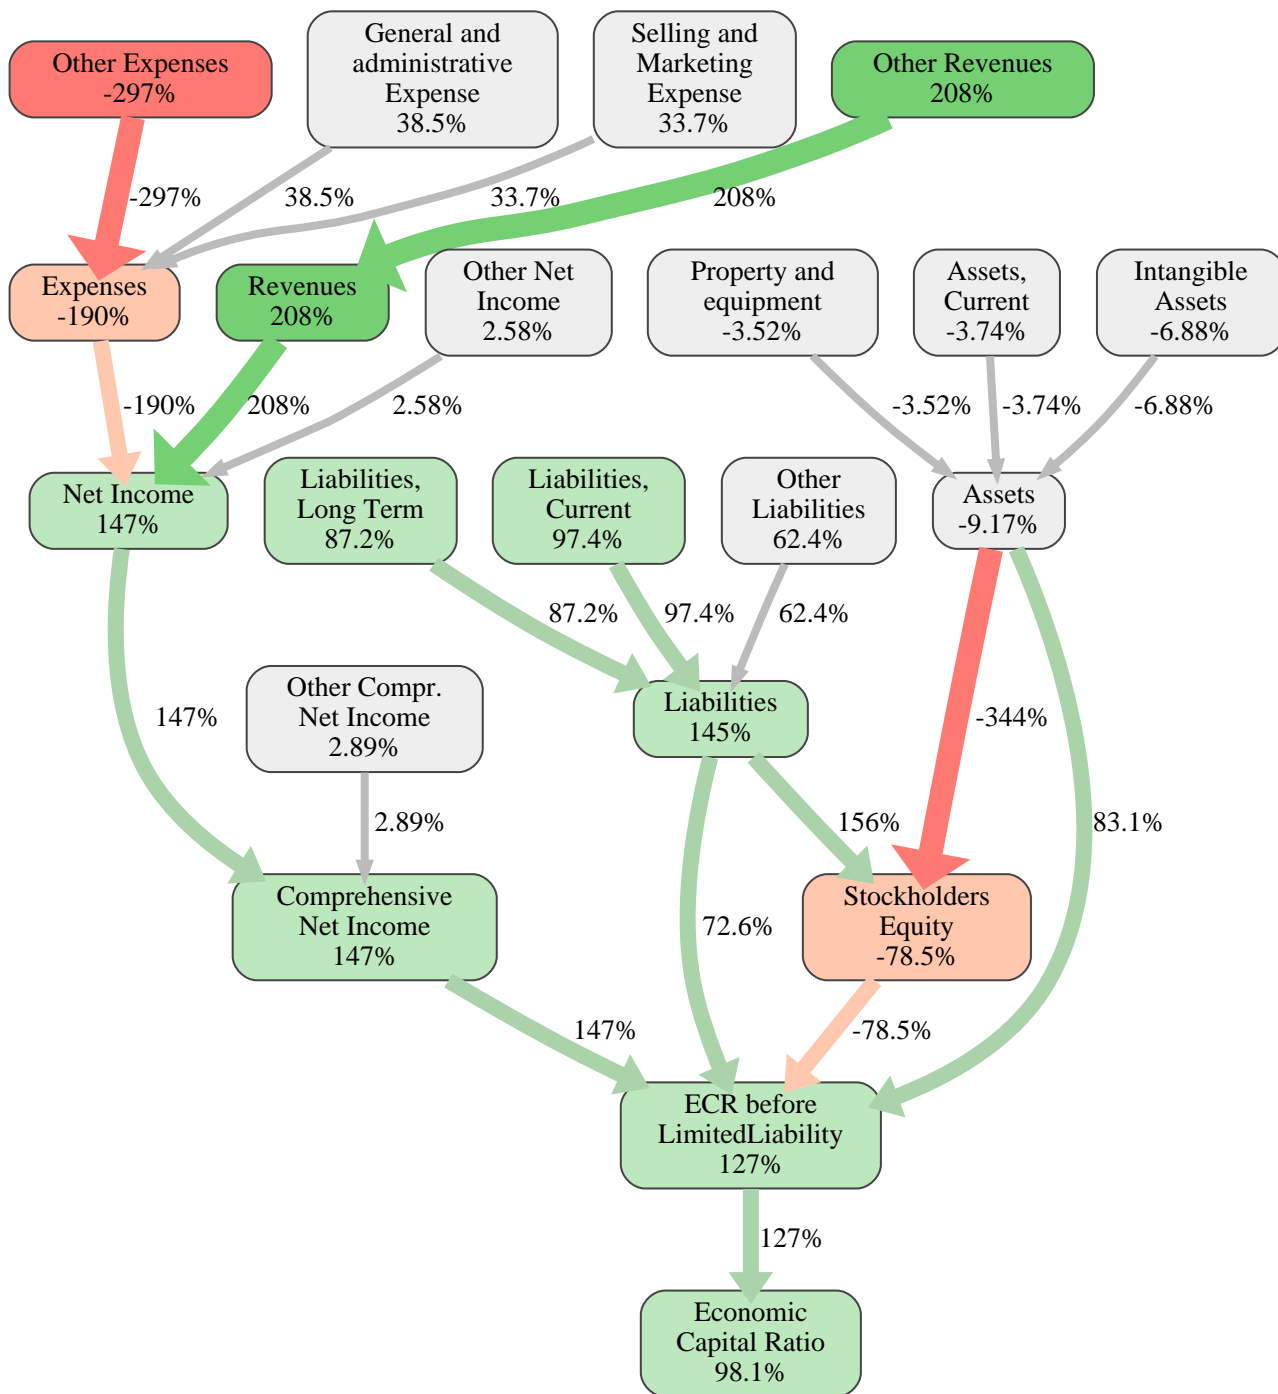 Other Expenses
-297%
General and
administrative
Expense
38.5%
Selling and
Marketing
Expense
33.7%
Other Revenues
208%
-297%
38.5%
33.7%
208%
Expenses
-190%
Revenues
208%
Other Net
Income
2.58%
Property and
equipment
-3.52%
Assets,
Current
-3.74%
Intangible
Assets
-6.88%
-190%
208%
2.58%
-3.52%
-3.74%
-6.88%
Net Income
147%
Liabilities,
Long Term
87.2%
Liabilities,
Current
97.4%
Other
Liabilities
62.4%
Assets
-9.17%
87.2%
97.4%
62.4%
Other Compr.
Net Income
2.89%
Liabilities
145%
147%
-344%
2.89%
156%
83.1%
Comprehensive
Net Income
147%
72.6%
Stockholders
Equity
-78.5%
147%
-78.5%
ECR before
LimitedLiability
127%
127%
Economic
Capital Ratio
98.1%